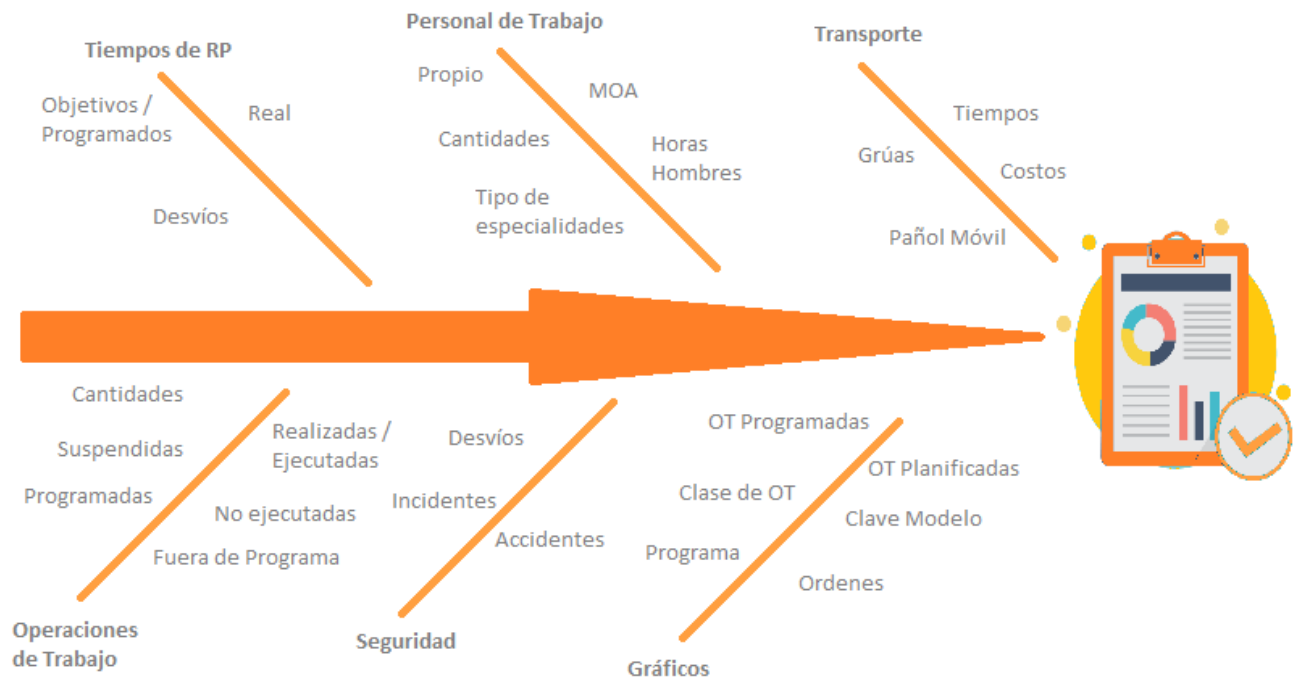 Tiempos de RP
Objetivos /
Programados
Real
Desvíos
Personal de Trabajo
Propio
MOA
Cantidades
Horas
Hombres
Tipo de
especialidades
Transporte
Tiempos
Grúas
Costos
Pañol Móvil
Cantidades
Suspendidas
Realizadas /
Ejecutadas
Programadas
No ejecutadas
Fuera de Programa
Operaciones
de Trabajo
Desvíos
Incidentes
Accidentes
Seguridad
OT Programadas
OT Planificadas
Clase de OT
Clave Modelo
Programa
Ordenes
Gráficos